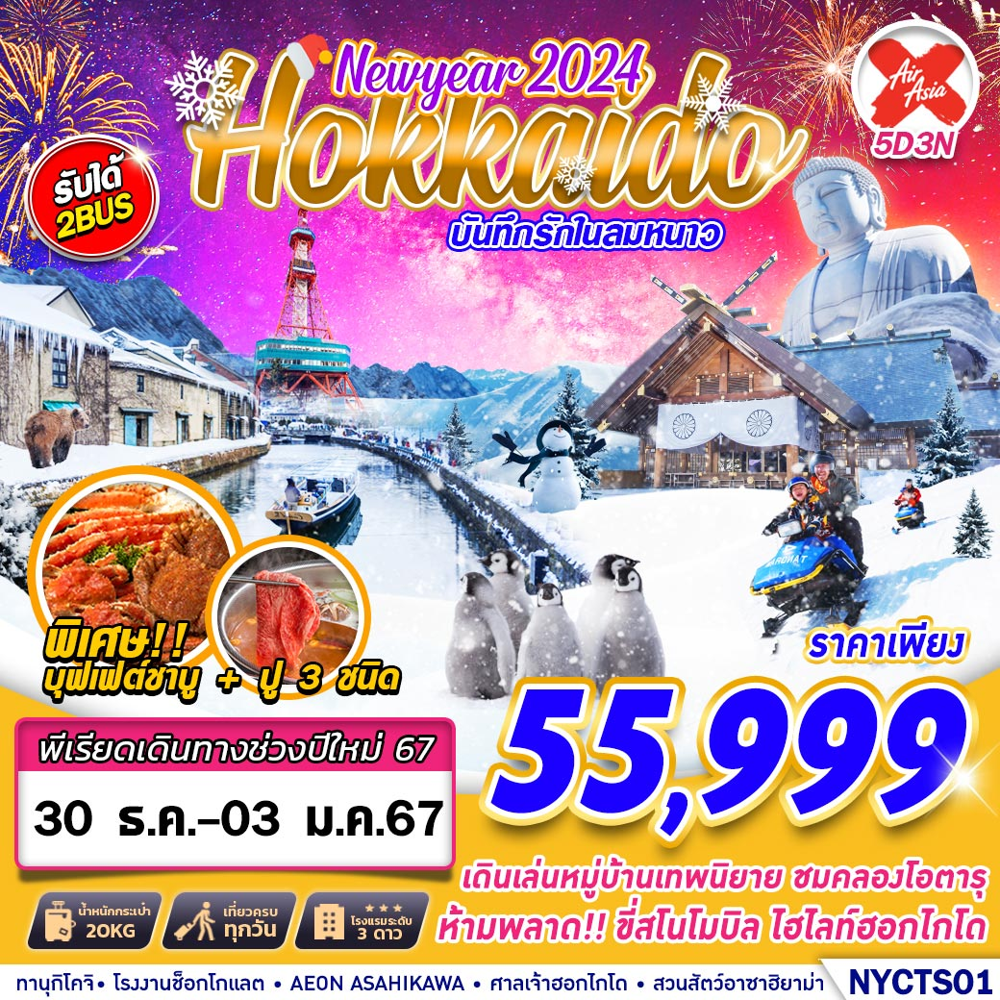 Newyear 2024
Hokkaido
บันทึกรักในลมหนาว
Air
Asia
X
5D3N
รับได้
2BUS
พิเศษ!!
บุฟเฟต์ชาบู + ปู 3 ชนิด
ราคาเพียง
55,999
พีเรียดเดินทางช่วงปีใหม่ 67
30 ธ.ค.-03 ม.ค.67
เดินเล่นหมู่บ้านเทพนิยาย ชมคลองโอตารุ
ห้ามพลาด!! ขี่สโนโมบิล ไฮไลท์ฮอกไกโด
น้ำหนักกระเป๋า
20KG
เที่ยวครบ
ทุกวัน
โรงแรมระดับ
3 ดาว
ทานุกิโคจิ• โรงงานช็อกโกแลต • AEON ASAHIKAWA • ศาลเจ้าฮอกไกโด • สวนสัตว์อาซาฮิยาม่า
NYCTS01